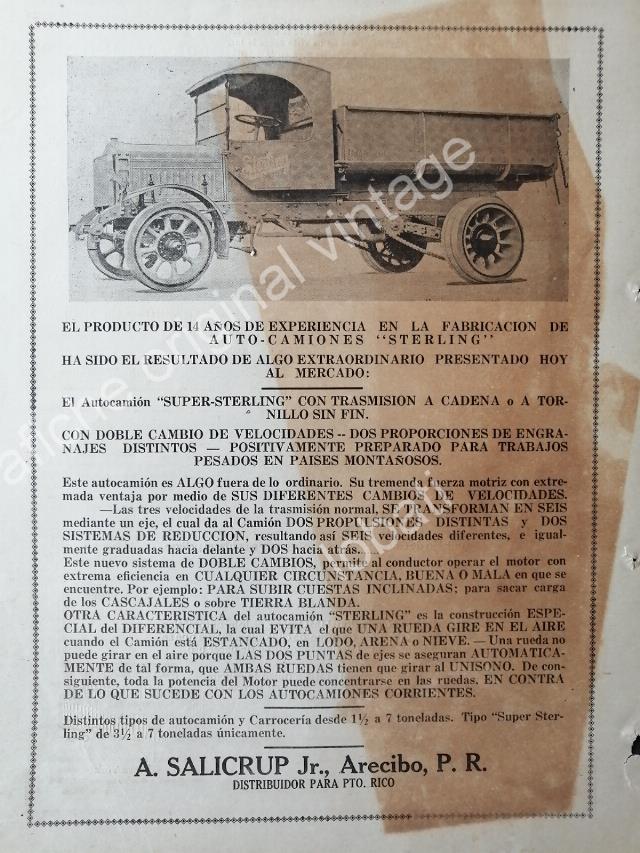 Sterling
EL PRODUCTO DE 14 AÑOS DE EXPERIENCIA EN LA FABRICACION DE
AUTO-CAMIONES "STERLING"
HA SIDO EL RESULTADO DE ALGO EXTRAORDINARIO PRESENTADO HOY
AL MERCADO:
El Autocamión "SUPER-STERLING" CON TRASMISION A CADENA o A TOR-
NILLO SIN FIN.
CON DOBLE CAMBIO DE VELOCIDADES -- DOS PROPORCIONES DE ENGRA-
NAJES DISTINTOS — POSITIVAMENTE PREPARADO PARA TRABAJOS
PESADOS EN PAISES MONTAÑOSOS.
Este autocamión es ALGO fuera de lo ordinario. Su tremenda fuerza motriz con extre-
mada ventaja por medio de SUS DIFERENTES CAMBIOS DE VELOCIDADES.
—Las tres velocidades de la trasmisión normal, SE TRANSFORMAN EN SEIS
mediante un eje, el cual da al Camión DOS PROPULSIONES DISTINTAS y DOS
SISTEMAS DE REDUCCION, resultando así SEIS velocidades diferentes, e igual-
mente graduadas hacia delante y DOS hacia atrás.
Este nuevo sistema de DOBLE CAMBIOS, permite al conductor operar el motor con
extrema eficiencia en CUALQUIER CIRCUNSTANCIA, BUENA O MALA en que se
encuentre. Por ejemplo: PARA SUBIR CUESTAS INCLINADAS; para sacar carga
de los CASCAJALES o sobre TIERRA BLANDA.
OTRA CARACTERISTICA del autocamión "STERLING" es la construcción ESPE-
CIAL del DIFERENCIAL, la cual EVITA el que UNA RUEDA GIRE EN EL AIRE
cuando el Camión está ESTANCADO, en LODO, ARENA o NIEVE. — Una rueda no
puede girar en el aire porque LAS DOS PUNTAS de ejes se aseguran AUTOMATICA-
MENTE de tal forma, que AMBAS RUEDAS tienen que girar al UNISONO. De con-
siguiente, toda la potencia del Motor puede concentrarse en las ruedas. EN CONTRA
DE LO QUE SUCEDE CON LOS AUTOCAMIONES CORRIENTES.
Distintos tipos de autocamión y Carrocería desde 1½ a 7 toneladas. Tipo "Super Ster-
ling" de 3½ a 7 toneladas únicamente.
A. SALICRUP Jr., Arecibo, P. R.
DISTRIBUIDOR PARA PTO. RICO
afiche original vintage